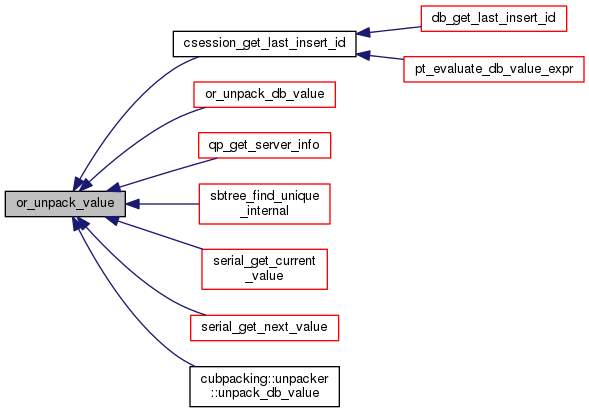 db_get_last_insert_id
csession_get_last_insert_id
pt_evaluate_db_value_expr
or_unpack_db_value
qp_get_server_info
or_unpack_value
sbtree_find_unique
_internal
serial_get_current
_value
serial_get_next_value
cubpacking::unpacker
::unpack_db_value